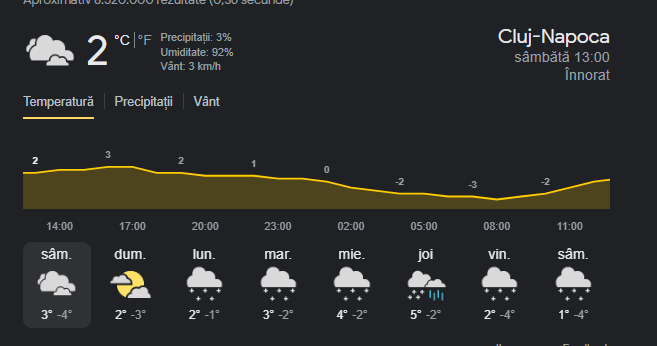 Aproximativ 8.520.000 rezultate (0,36 secunde)
2 °C | °F
Precipitații: 3%
Umiditate: 92%
Vânt: 3 km/h
Cluj-Napoca
sâmbătă 13:00
Înnorat
Temperatură | Precipitații | Vânt
2 3 2 1 0 -2 -3 -2
14:00 17:00 20:00 23:00 02:00 05:00 08:00 11:00
sâm. dum. lun. mar. mie. joi vin. sâm.
3° -4° 2° -3° 2° -1° 3° -2° 4° -2° 5° -2° 2° -4° 1° -4°